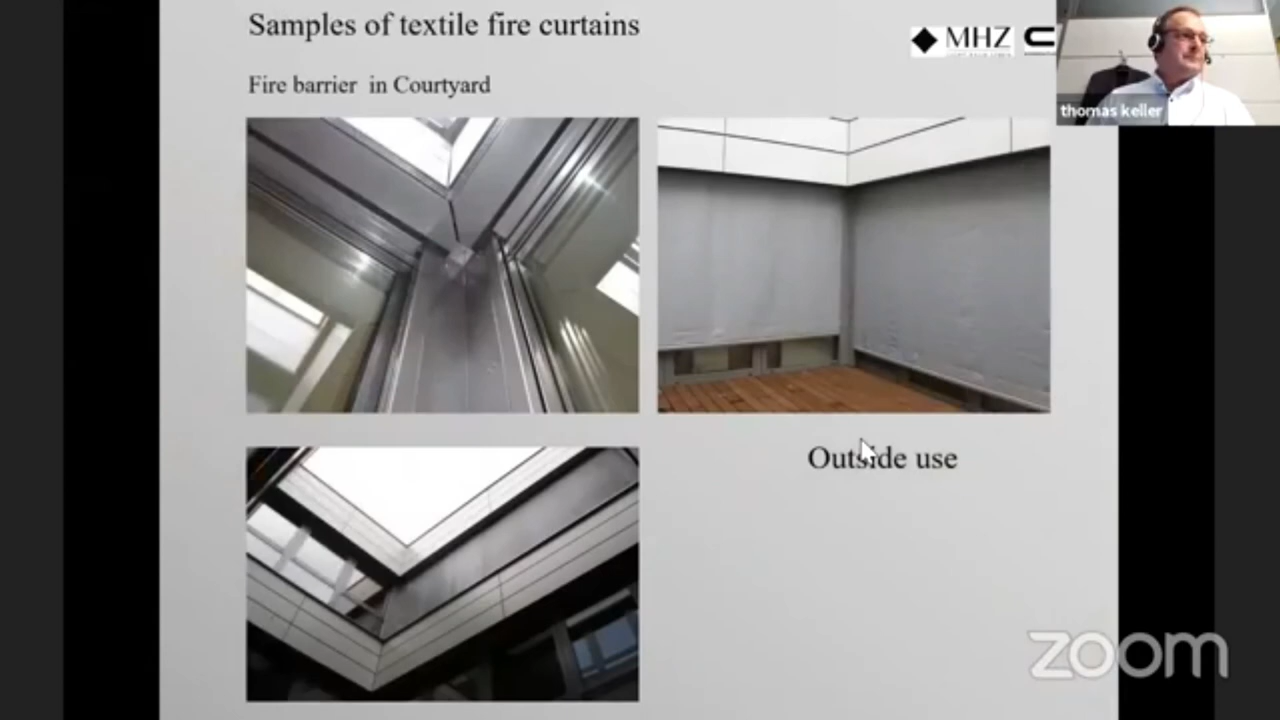 Samples of textile fire curtains
MHZ
thomas keller
Fire barrier in Courtyard
Outside use
zoom